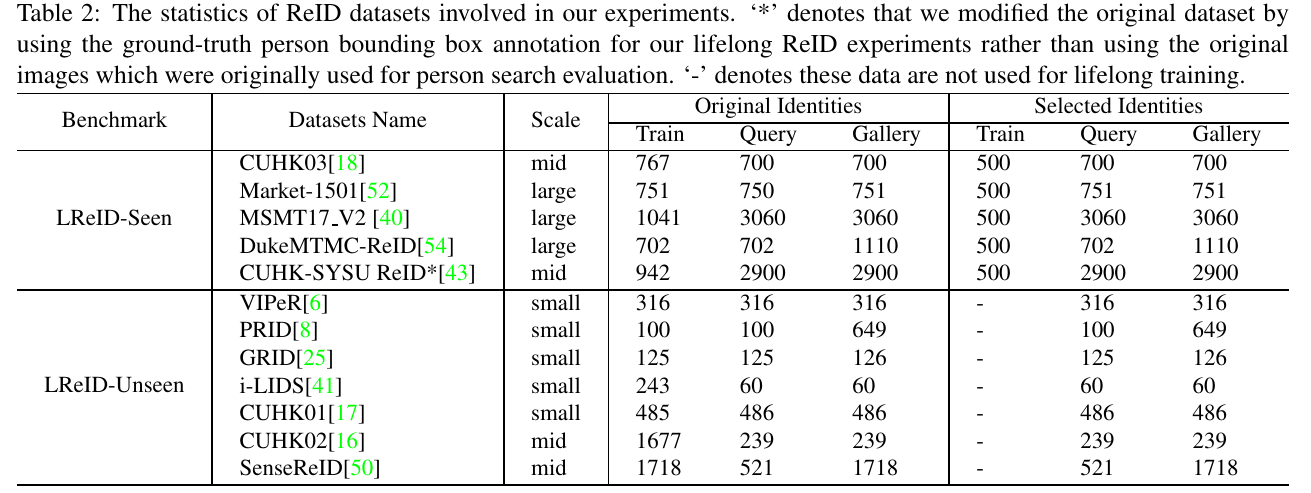 Table 2: The statistics of ReID datasets involved in our experiments. ‘*’ denotes that we modified the original dataset by
using the ground-truth person bounding box annotation for our lifelong ReID experiments rather than using the original
images which were originally used for person search evaluation. ‘-’ denotes these data are not used for lifelong training.
Benchmark Datasets Name Scale Original Identities Selected Identities
Train Query Gallery Train Query Gallery
LReID-Seen
CUHK03[18] mid 767 700 700 500 700 700
Market-1501[52] large 751 750 751 500 751 751
MSMT17_V2 [40] large 1041 3060 3060 500 3060 3060
DukeMTMC-ReID[54] large 702 702 1110 500 702 1110
CUHK-SYSU ReID*[43] mid 942 2900 2900 500 2900 2900
LReID-Unseen
VIPeR[6] small 316 316 316 - 316 316
PRID[8] small 100 100 649 - 100 649
GRID[25] small 125 125 126 - 125 126
i-LIDS[41] small 243 60 60 - 60 60
CUHK01[17] small 485 486 486 - 486 486
CUHK02[16] mid 1677 239 239 - 239 239
SenseReID[50] mid 1718 521 1718 - 521 1718